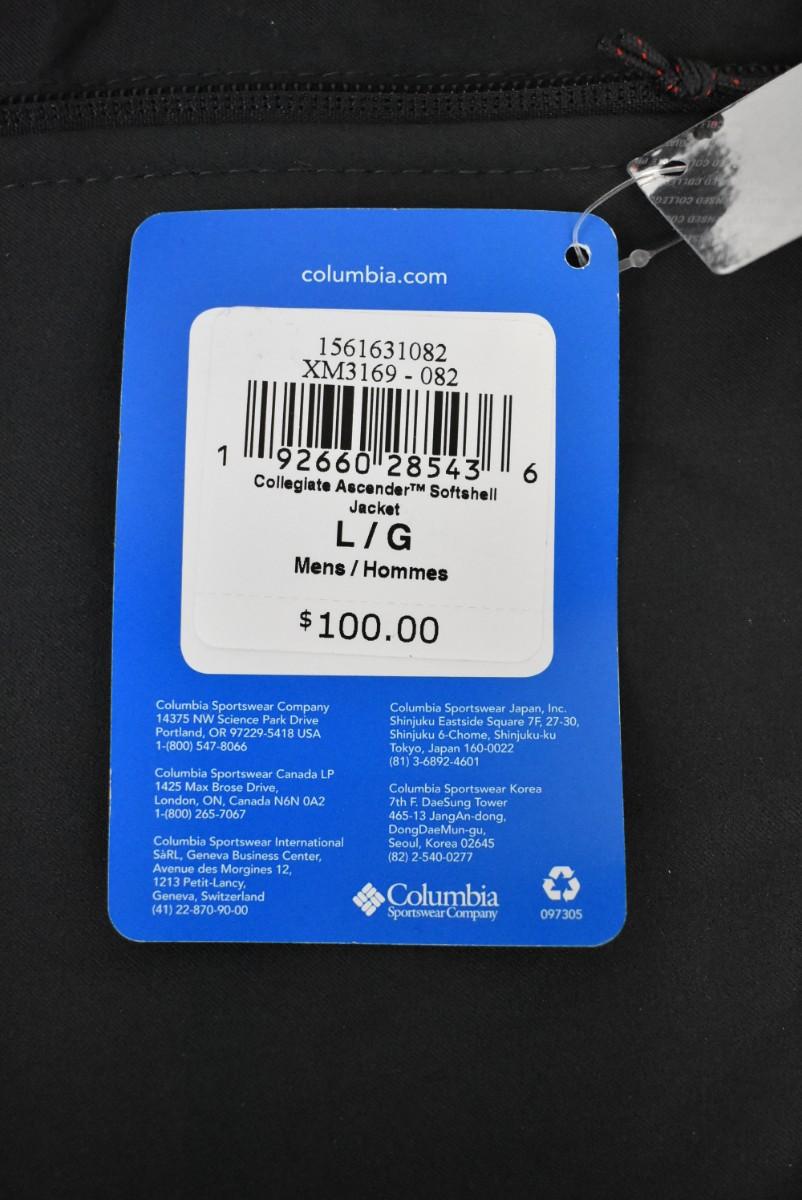 columbia.com
1561631082
XM3169 - 082
1 92660 28543 6
Collegiate Ascender™ Softshell
Jacket
L / G
Mens / Hommes
$100.00
Columbia Sportswear Company
14375 NW Science Park Drive
Portland, OR 97229-5418 USA
1-(800) 547-8066
Columbia Sportswear Canada LP
1425 Max Brose Drive,
London, ON, Canada N6N 0A2
1-(800) 265-7067
Columbia Sportswear International
SàRL, Geneva Business Center,
Avenue des Morgines 12,
1213 Petit-Lancy,
Geneva, Switzerland
(41) 22-870-90-00
Columbia Sportswear Japan, Inc.
Shinjuku Eastside Square 7F, 27-30,
Shinjuku 6-Chome, Shinjuku-ku
Tokyo, Japan 160-0022
(81) 3-6892-4601
Columbia Sportswear Korea
7th F. DaeSung Tower
465-13 JangAn-dong,
DongDaeMun-gu,
Seoul, Korea 02645
(82) 2-540-0277
Columbia
Sportswear Company
097305